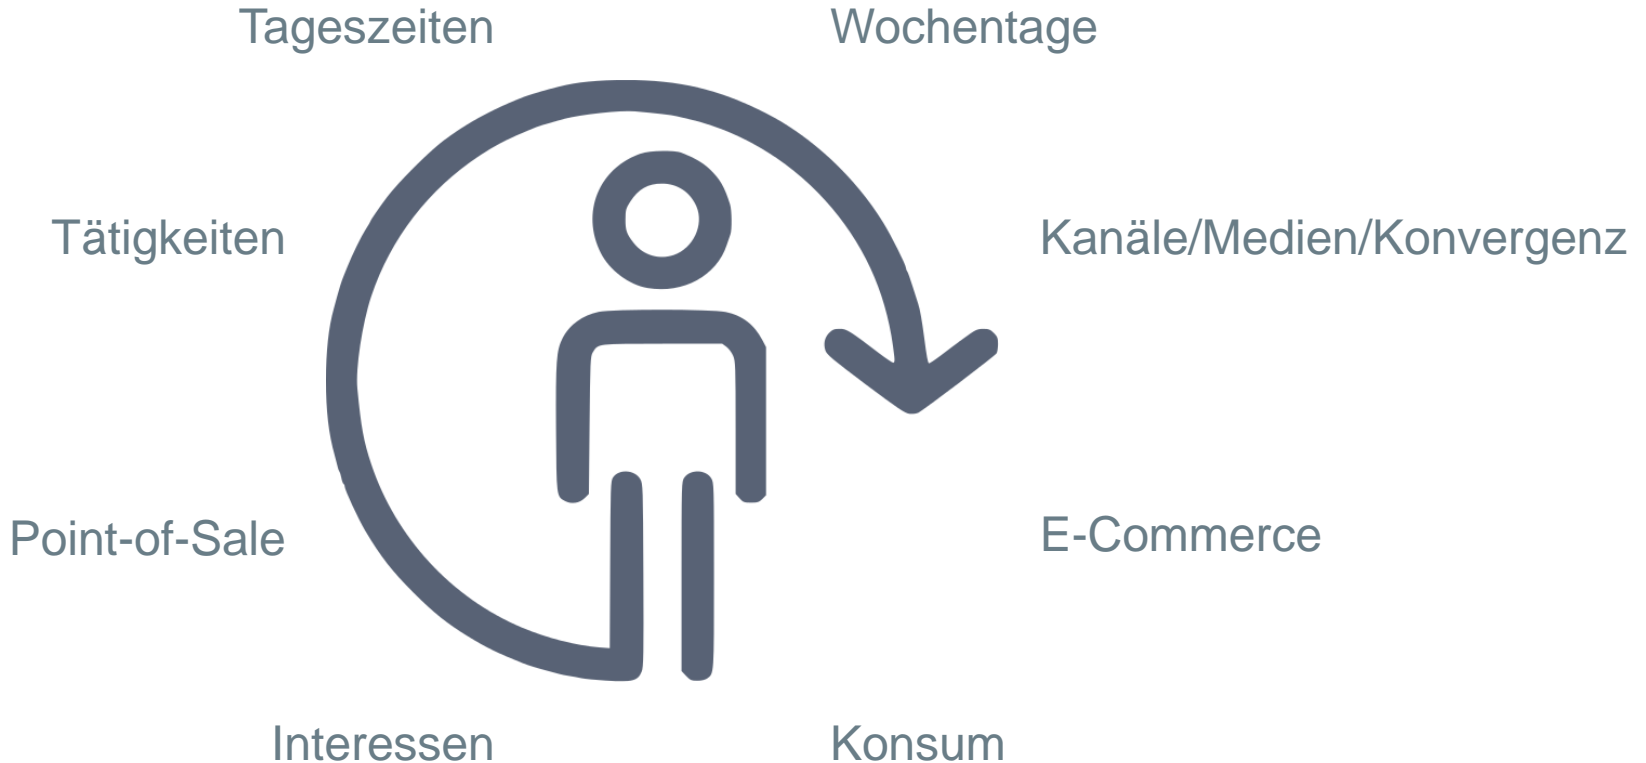 Tageszeiten
Wochentage
Tätigkeiten
Kanäle/Medien/Konvergenz
Point-of-Sale
E-Commerce
Interessen
Konsum